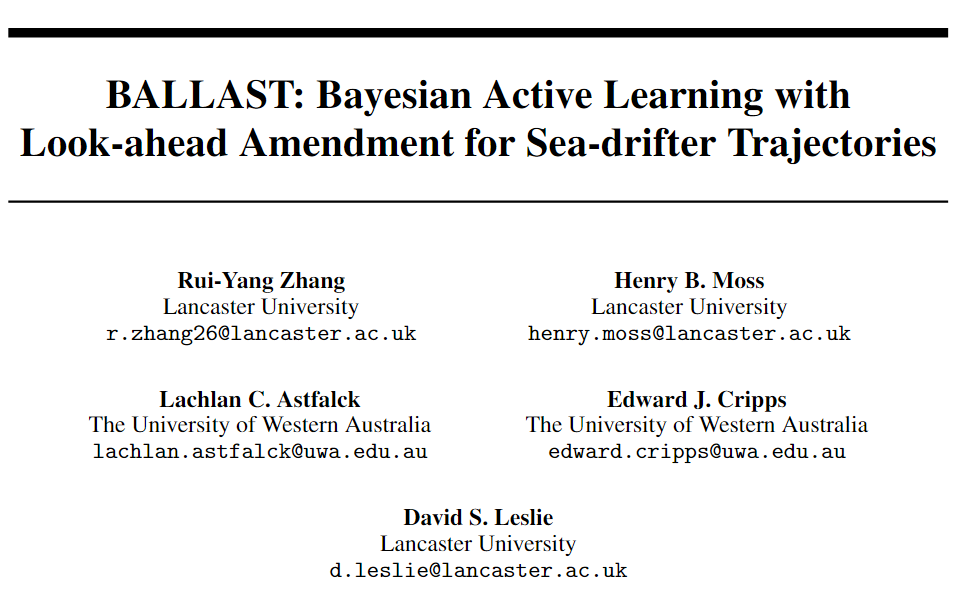 BALLAST: Bayesian Active Learning with
Look-ahead Amendment for Sea-drifter Trajectories
Rui-Yang Zhang
Lancaster University
r.zhang26@lancaster.ac.uk
Henry B. Moss
Lancaster University
henry.moss@lancaster.ac.uk
Lachlan C. Astfalck
The University of Western Australia
lachlan.astfalck@uwa.edu.au
Edward J. Cripps
The University of Western Australia
edward.cripps@uwa.edu.au
David S. Leslie
Lancaster University
d.leslie@lancaster.ac.uk